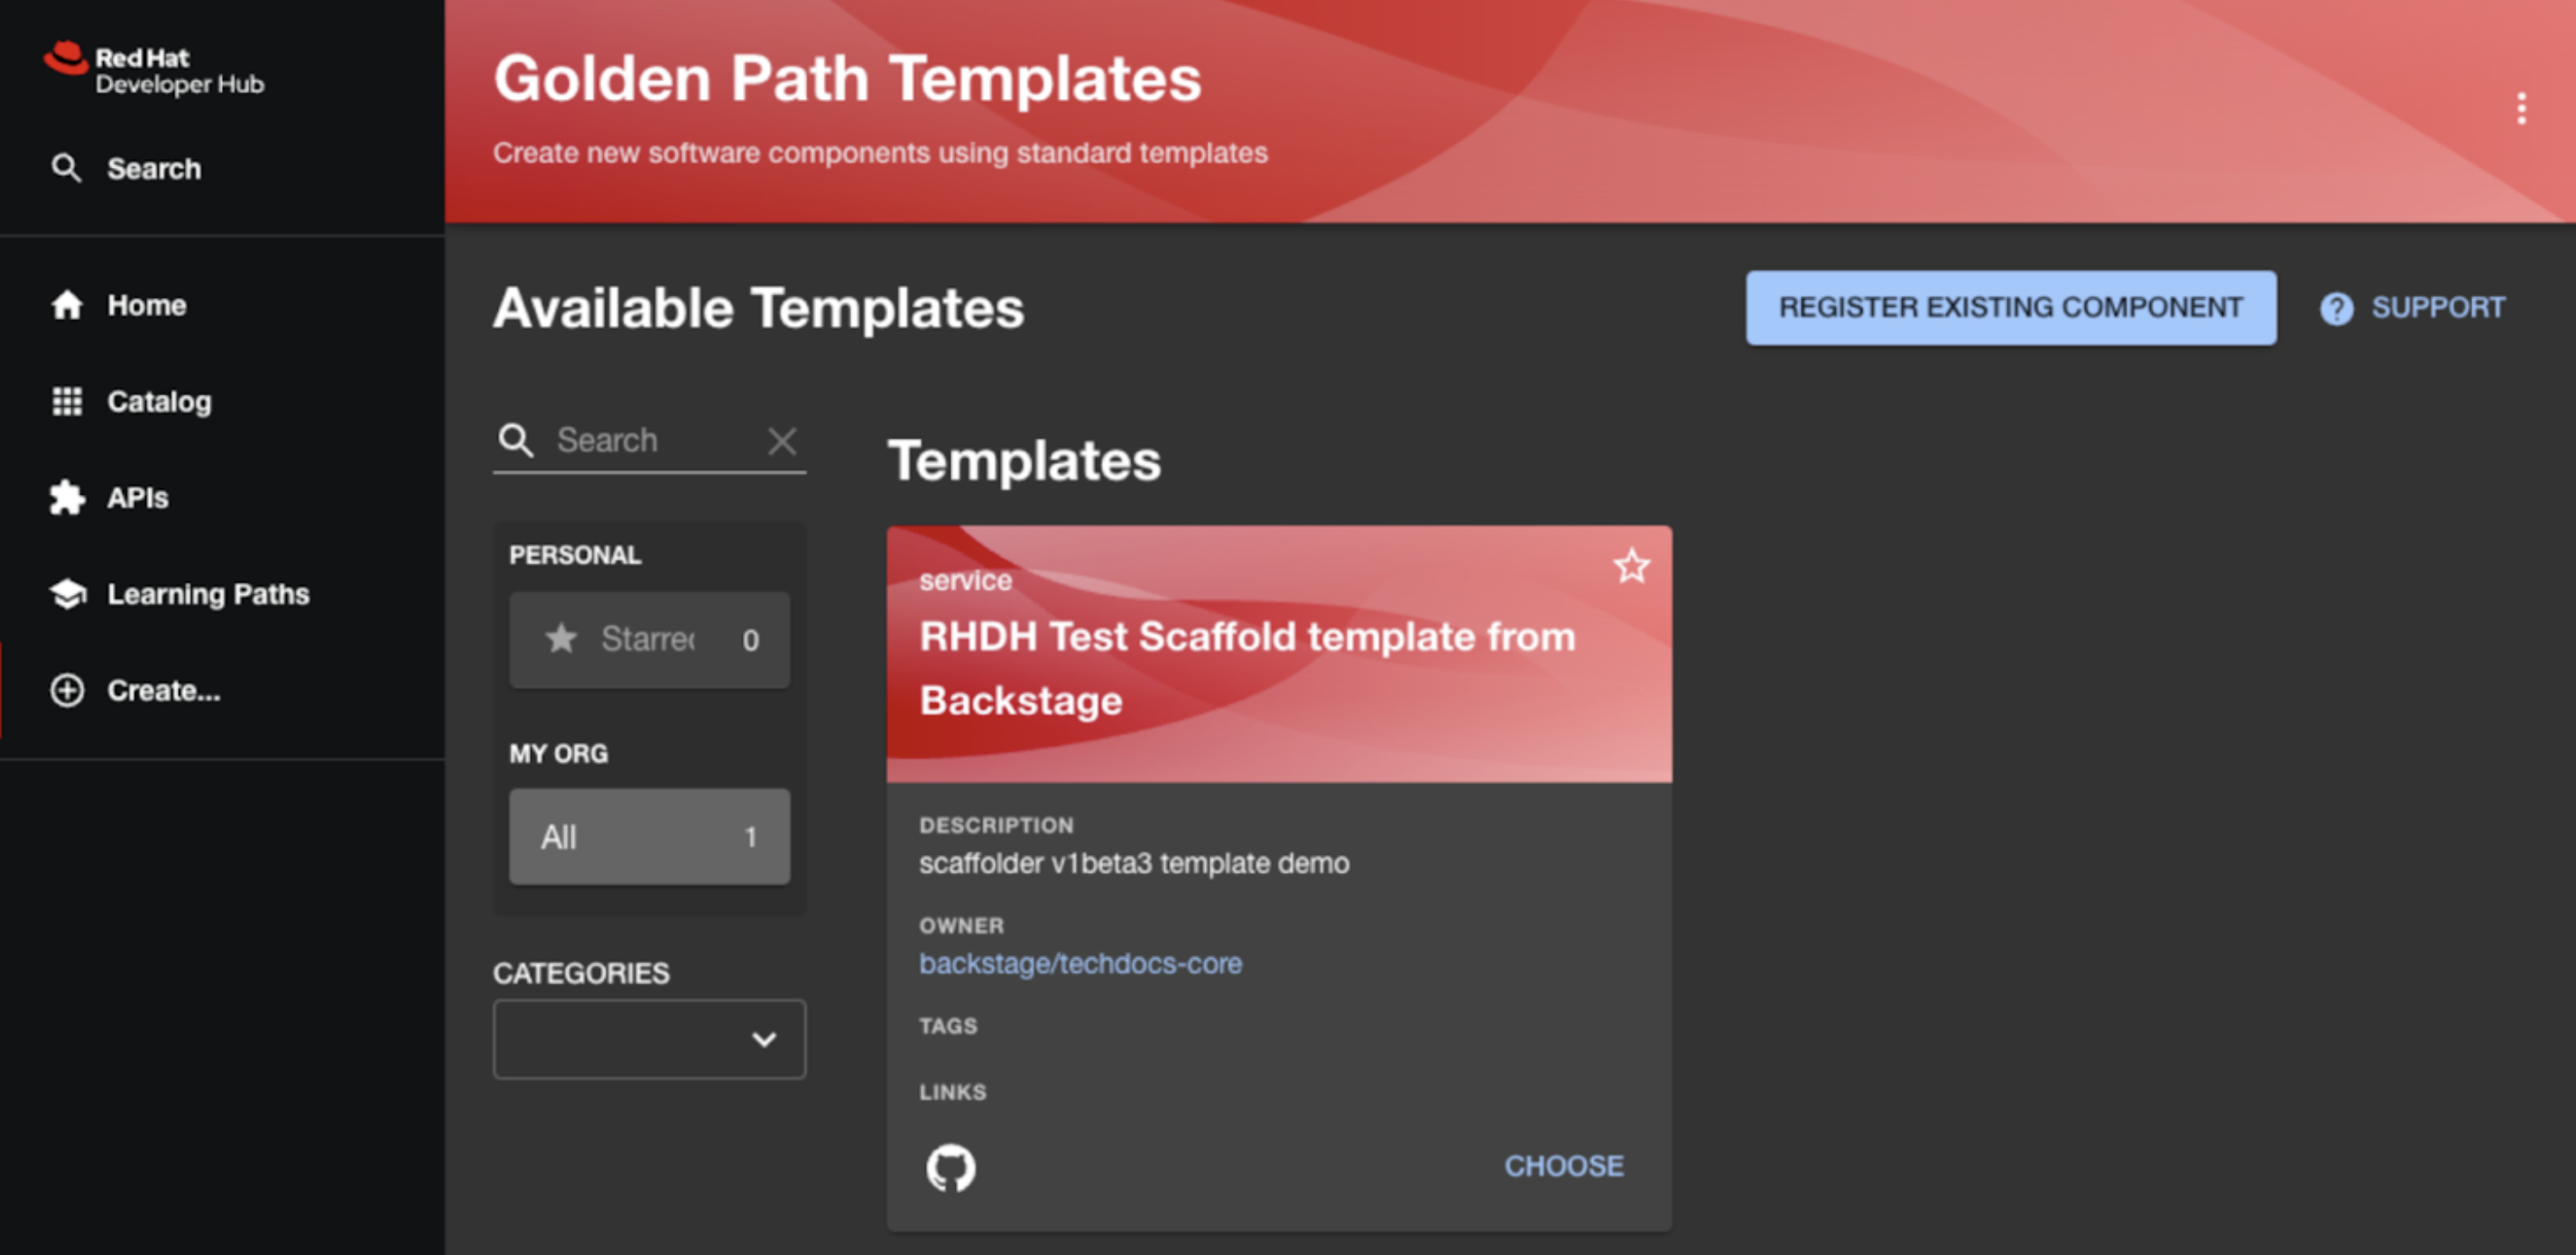 Red Hat
Developer Hub
Search
Home
Catalog
APIs
Learning Paths
Create...
Golden Path Templates
Create new software components using standard templates
Available Templates
REGISTER EXISTING COMPONENT
SUPPORT
Search
PERSONAL
Starred 0
MY ORG
All 1
CATEGORIES
Templates
service
RHDH Test Scaffold template from
Backstage
DESCRIPTION
scaffolder v1beta3 template demo
OWNER
backstage/techdocs-core
TAGS
LINKS
CHOOSE